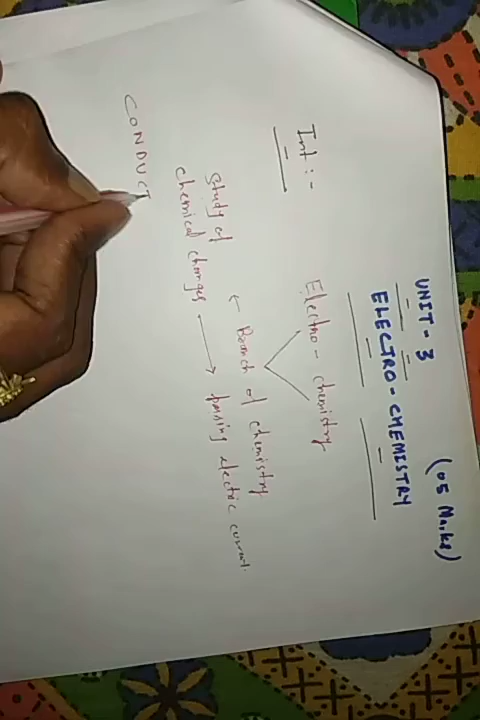 UNIT - 3
ELECTRO - CHEMISTRY
(05 Marks)
Int :-
Electro - chemistry
← Branch of chemistry
Study of
chemical changes → passing electric current.
CONDUCT